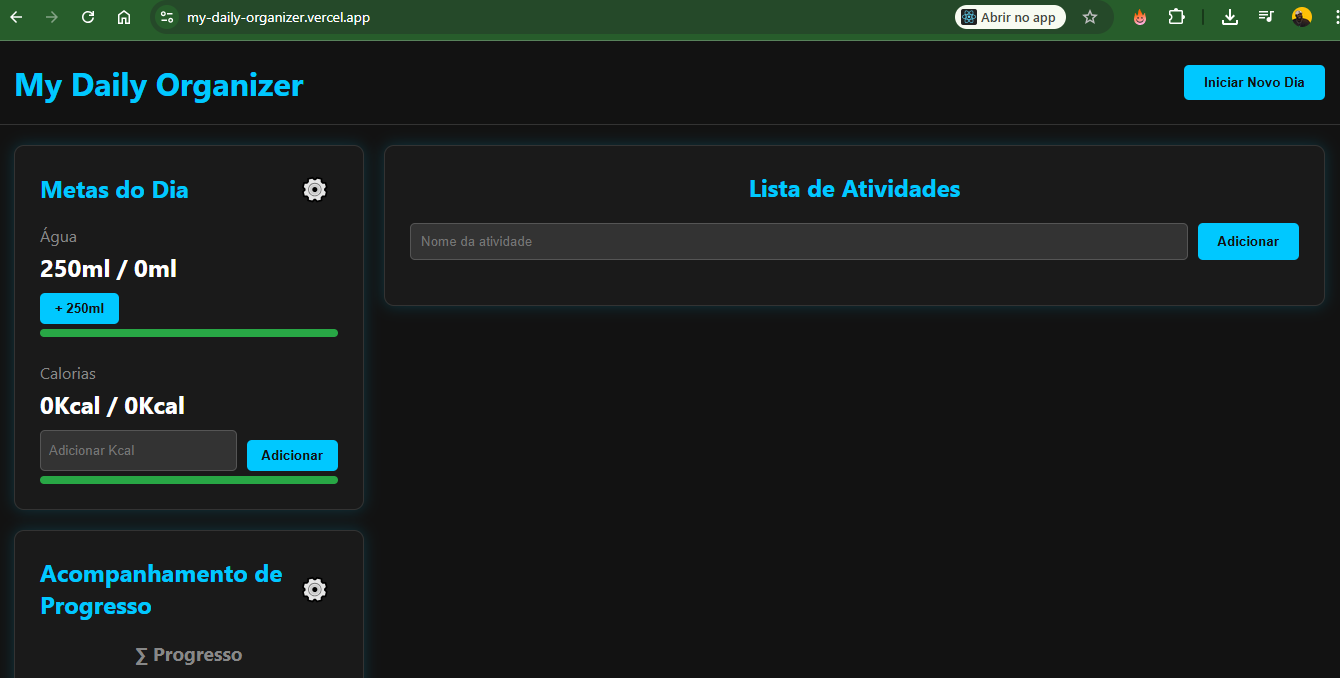 my-daily-organizer.vercel.app
Abrir no app
My Daily Organizer
Iniciar Novo Dia
Metas do Dia
Água
250ml / 0ml
+ 250ml
Calorias
0Kcal / 0Kcal
Adicionar Kcal
Adicionar
Lista de Atividades
Nome da atividade
Adicionar
Acompanhamento de
Progresso
∑ Progresso